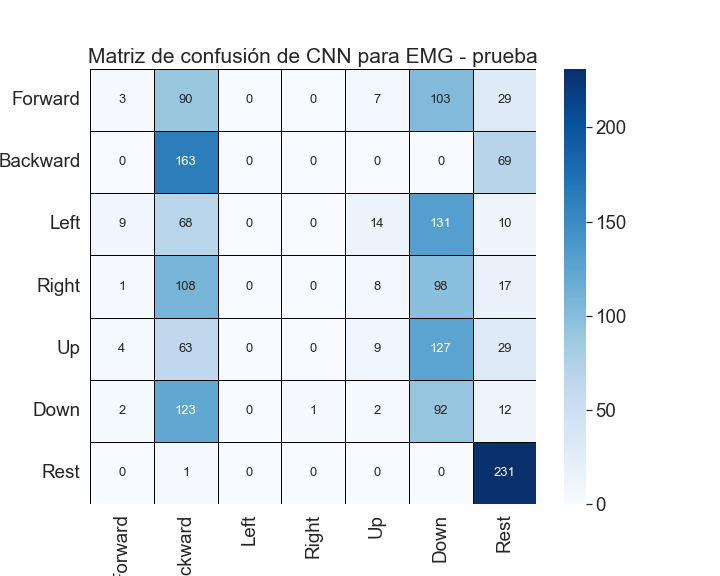 Matriz de confusión de CNN para EMG - prueba
Forward 3 90 0 0 7 103 29
Backward 0 163 0 0 0 0 69
Left 9 68 0 0 14 131 10
Right 1 108 0 0 8 98 17
Up 4 63 0 0 9 127 29
Down 2 123 0 1 2 92 12
Rest 0 1 0 0 0 0 231
Forward ckward Left Right Up Down Rest
200
150
100
50
0